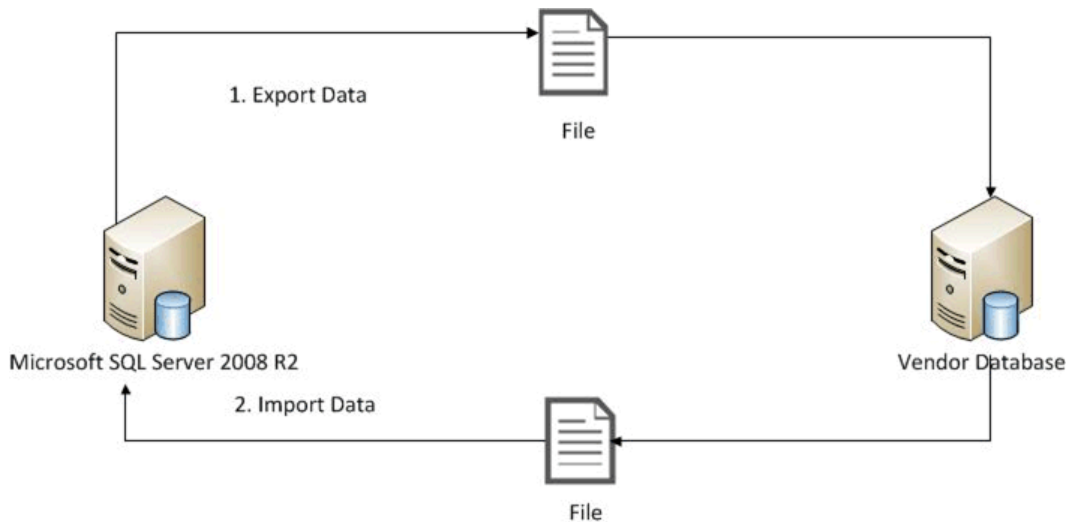 1. Export Data
File
Microsoft SQL Server 2008 R2
Vendor Database
2. Import Data
File